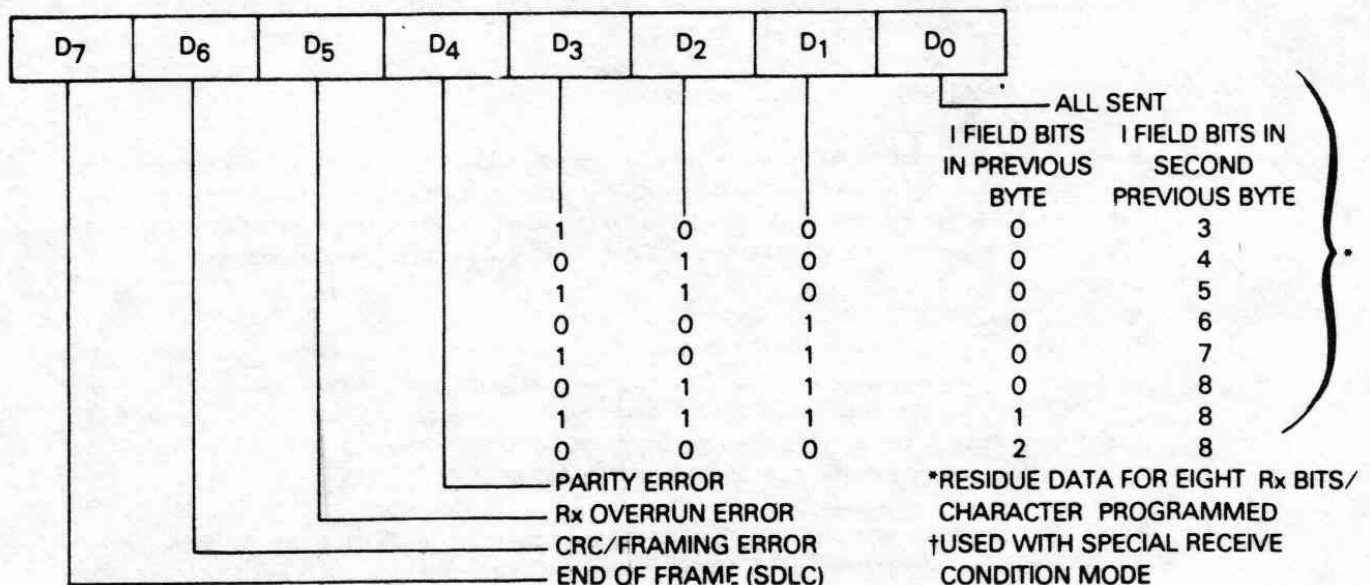 D7 D6 D5 D4 D3 D2 D1 D0
ALL SENT
I FIELD BITS I FIELD BITS IN
IN PREVIOUS SECOND
BYTE PREVIOUS BYTE
1 0 0 0 3
0 1 0 0 4
1 1 0 0 5
0 0 1 0 6
1 0 1 0 7
0 1 1 0 8
1 1 1 1 8
0 0 0 2 8
*
PARITY ERROR
Rx OVERRUN ERROR
CRC/FRAMING ERROR
END OF FRAME (SDLC)
*RESIDUE DATA FOR EIGHT Rx BITS/
CHARACTER PROGRAMMED
†USED WITH SPECIAL RECEIVE
CONDITION MODE